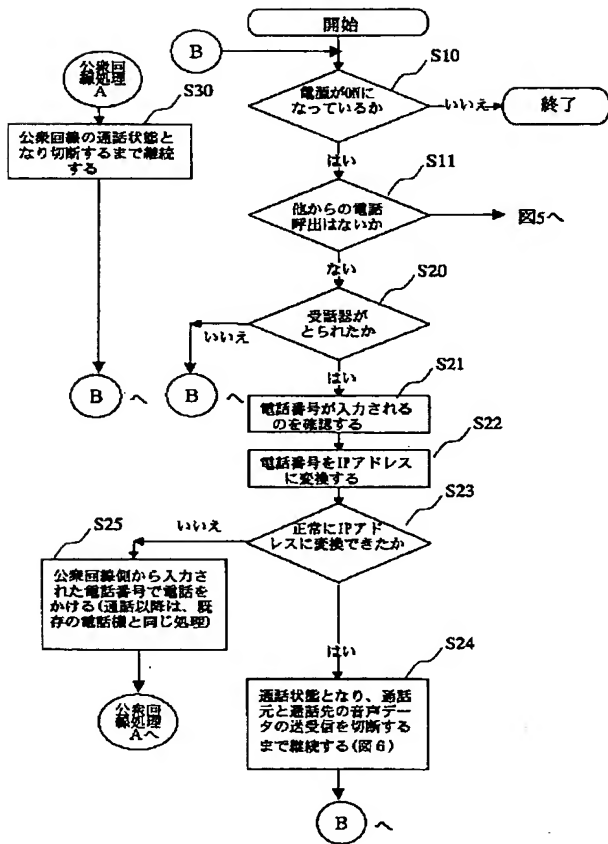 開始
B
S10
電源がONに
なっているか
いいえ
終了
公衆回
線処理
A
S30
公衆回線の通話状態と
なり切断するまで継続
する
はい
S11
他からの電話
呼出はないか
図5へ
ない
S20
受話器が
とられたか
いいえ
はい
B へ
B へ
S21
電話番号が入力される
のを確認する
S22
電話番号をIPアドレス
に変換する
S23
正常にIPアド
レスに変換できたか
いいえ
S25
公衆回線側から入力さ
れた電話番号で電話を
かける(通話以降は、既
存の電話機と同じ処理)
はい
S24
通話状態となり、通話
元と通話先の音声デー
タの送受信を切断する
まで継続する(図6)
公衆回
線処理
Aへ
B へ